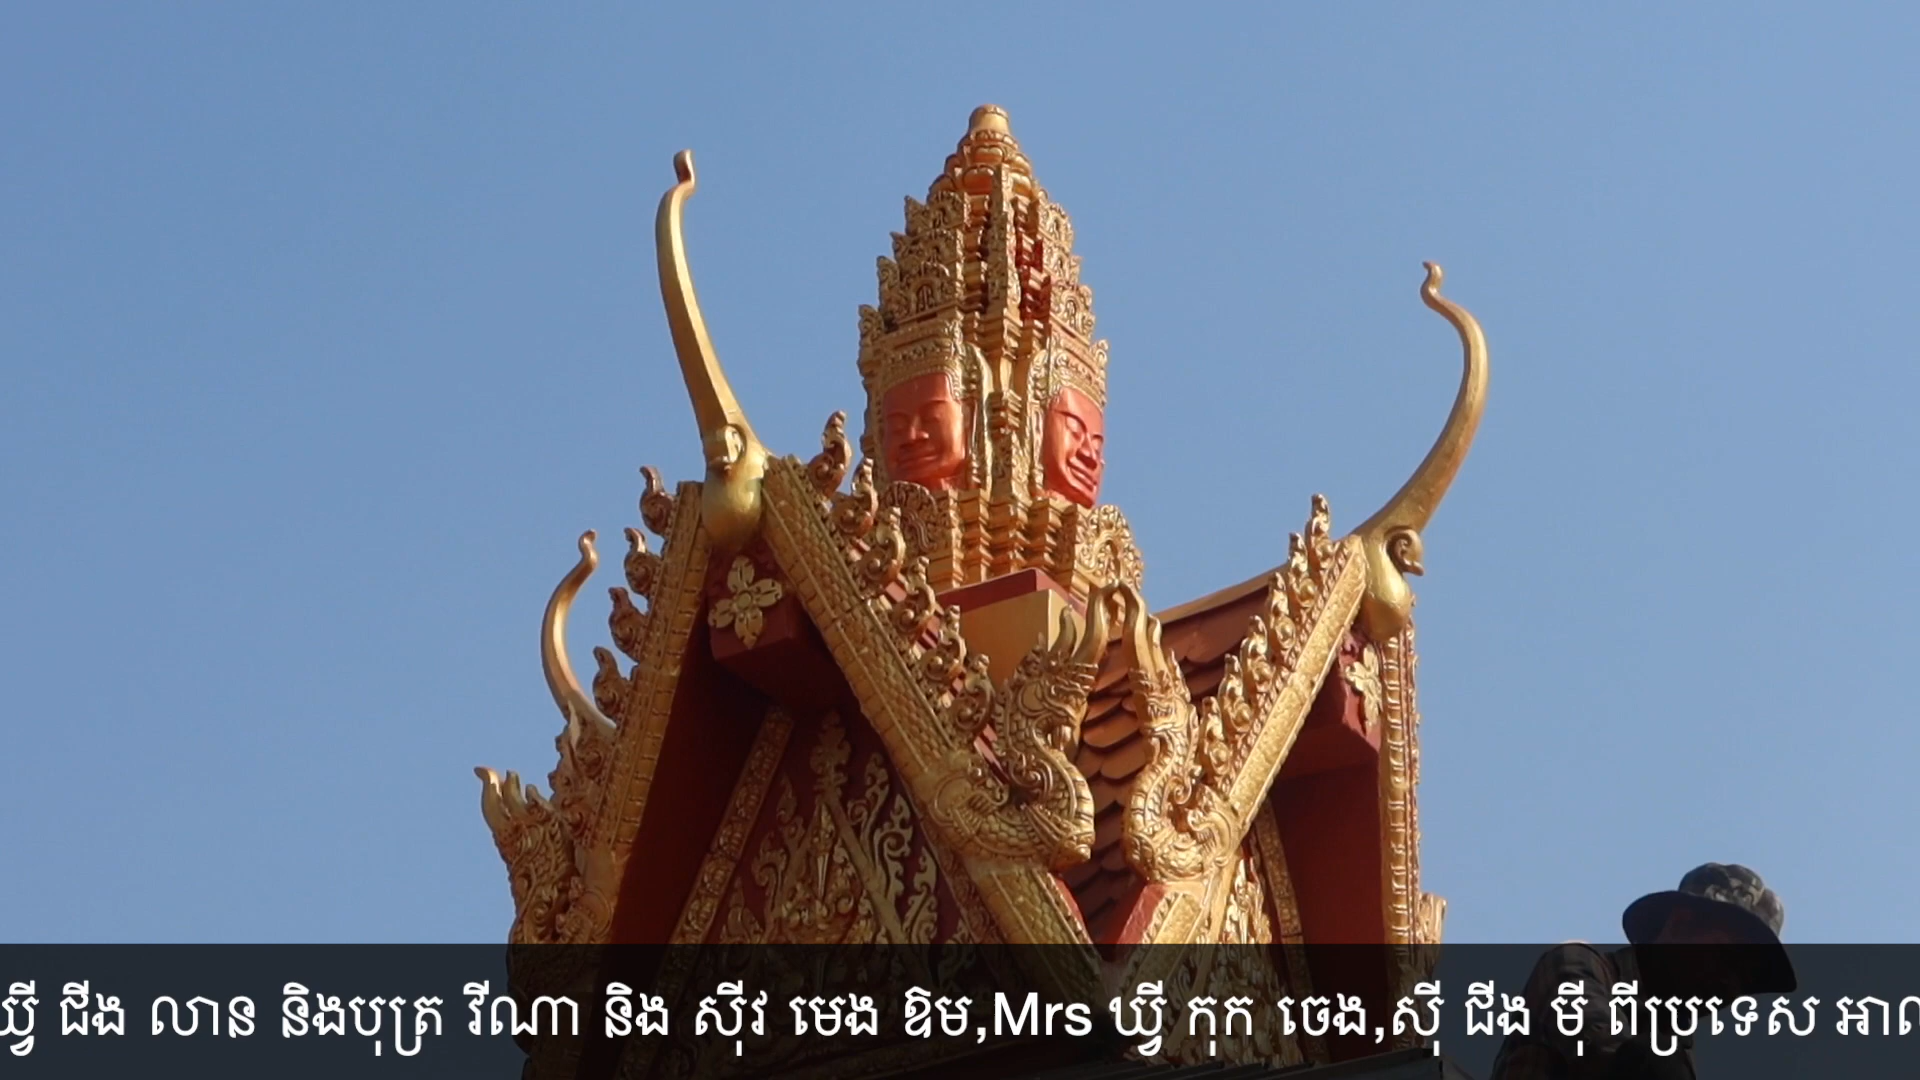 ឃ្វី ជីង លាន និងបុត្រ វីណា និង ស៊ីវ មេង ឱម,Mrs ឃ្វី កុក ចេង,ស៊ី ជីង ម៉ី ពីប្រទេស